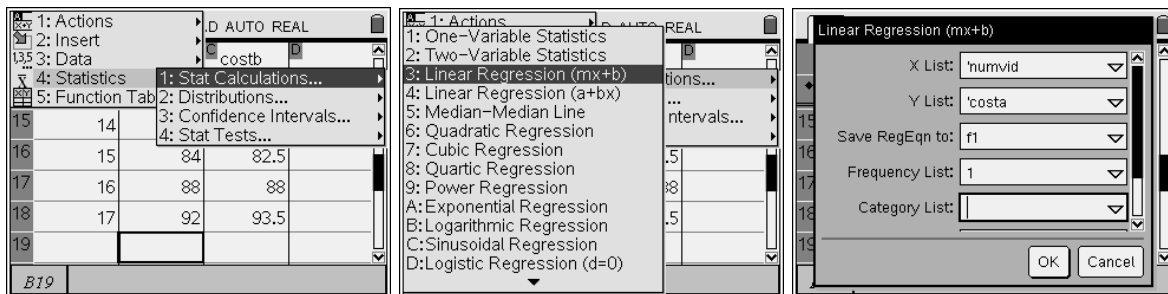 1: Actions
2: Insert
3: Data
4: Statistics
5: Function Tab
.D AUTO REAL
C
costb
D
1: Stat Calculations...
2: Distributions...
3: Confidence Intervals...
4: Stat Tests...
15 14
16 15 84 82.5
17 16 88 88
18 17 92 93.5
19
B19
1: Actions
REAL
1: One-Variable Statistics
2: Two-Variable Statistics
3: Linear Regression (mx+b)
4: Linear Regression (a+bx)
5: Median-Median Line
6: Quadratic Regression
7: Cubic Regression
8: Quartic Regression
9: Power Regression
A:Exponential Regression
B:Logarithmic Regression
C:Sinusoidal Regression
D:Logistic Regression (d=0)
D
tions...
...
ntervals...
.5
.5
Linear Regression (mx+b)
X List: 'numvid
Y List: 'costa
Save RegEqn to: f1
Frequency List: 1
Category List:
OK Cancel